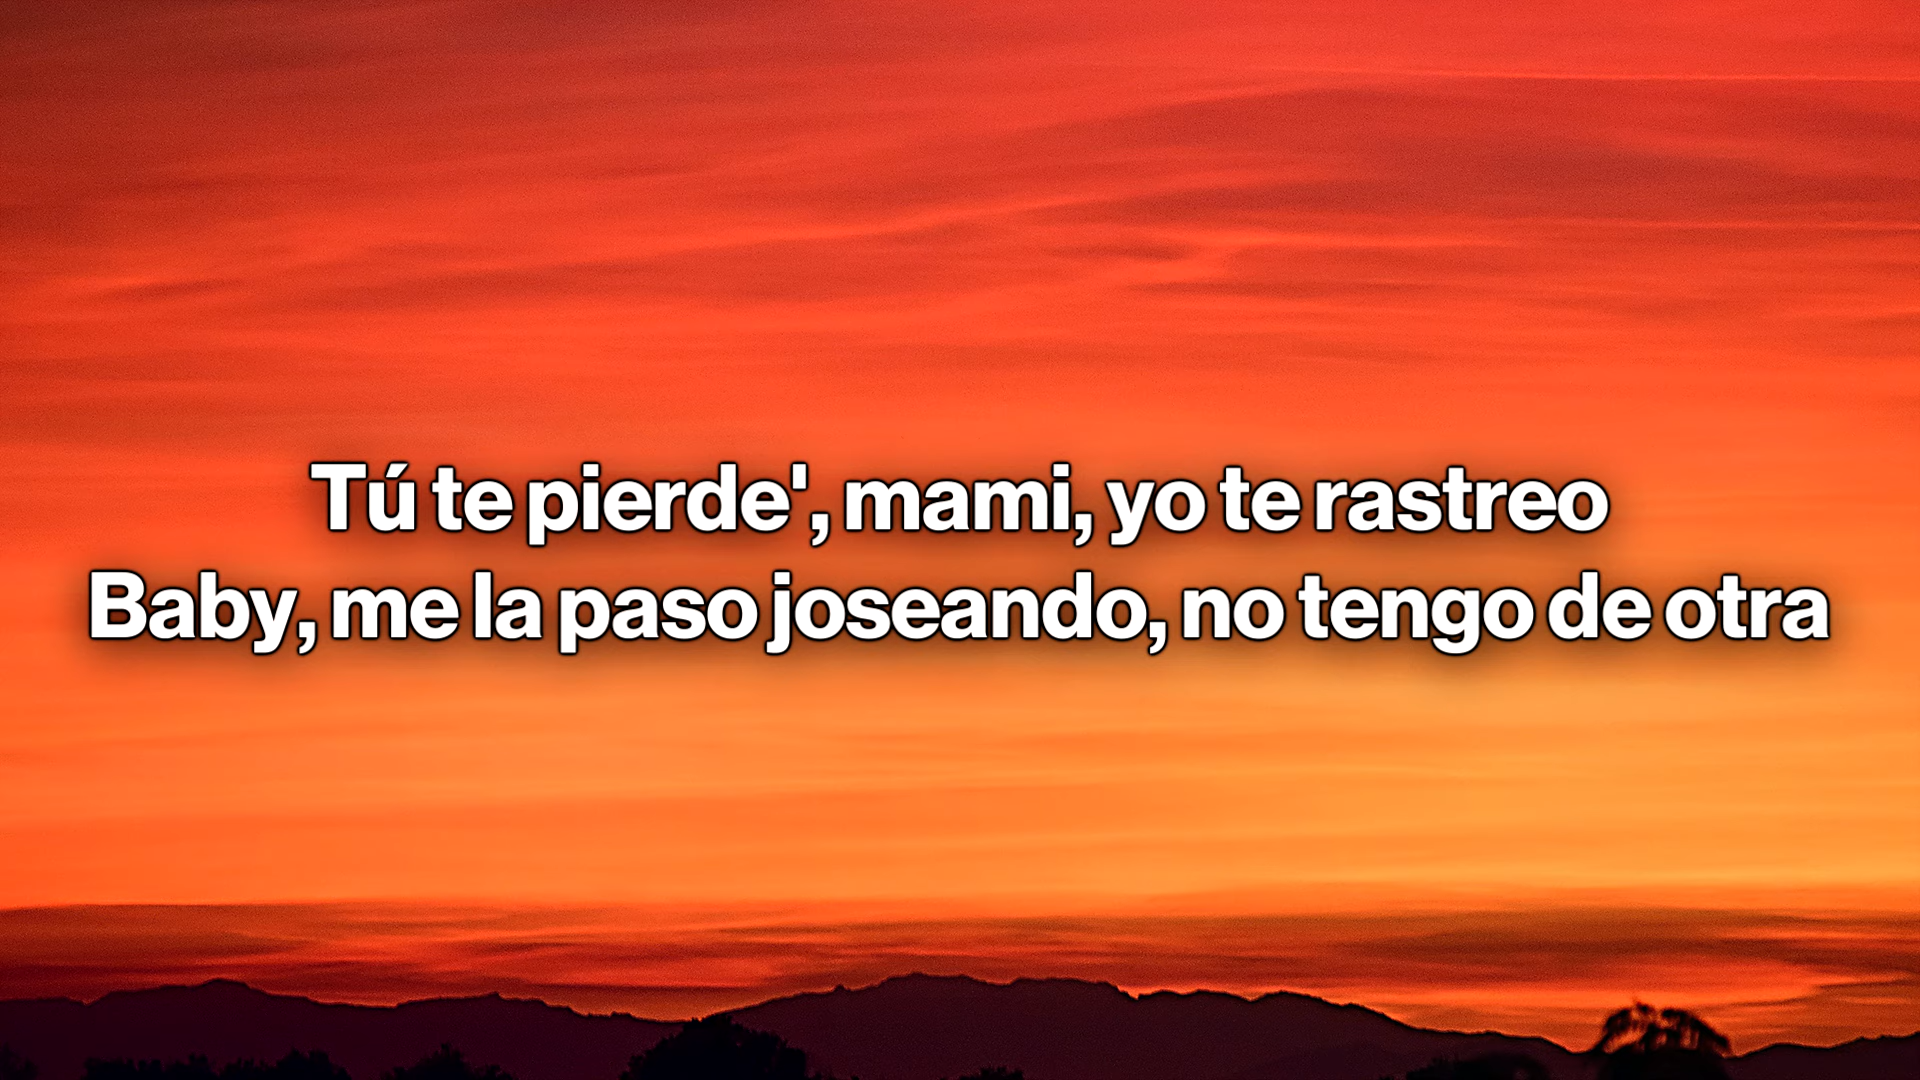 Tú te pierde', mami, yo te rastreo
Baby, me la paso joseando, no tengo de otra